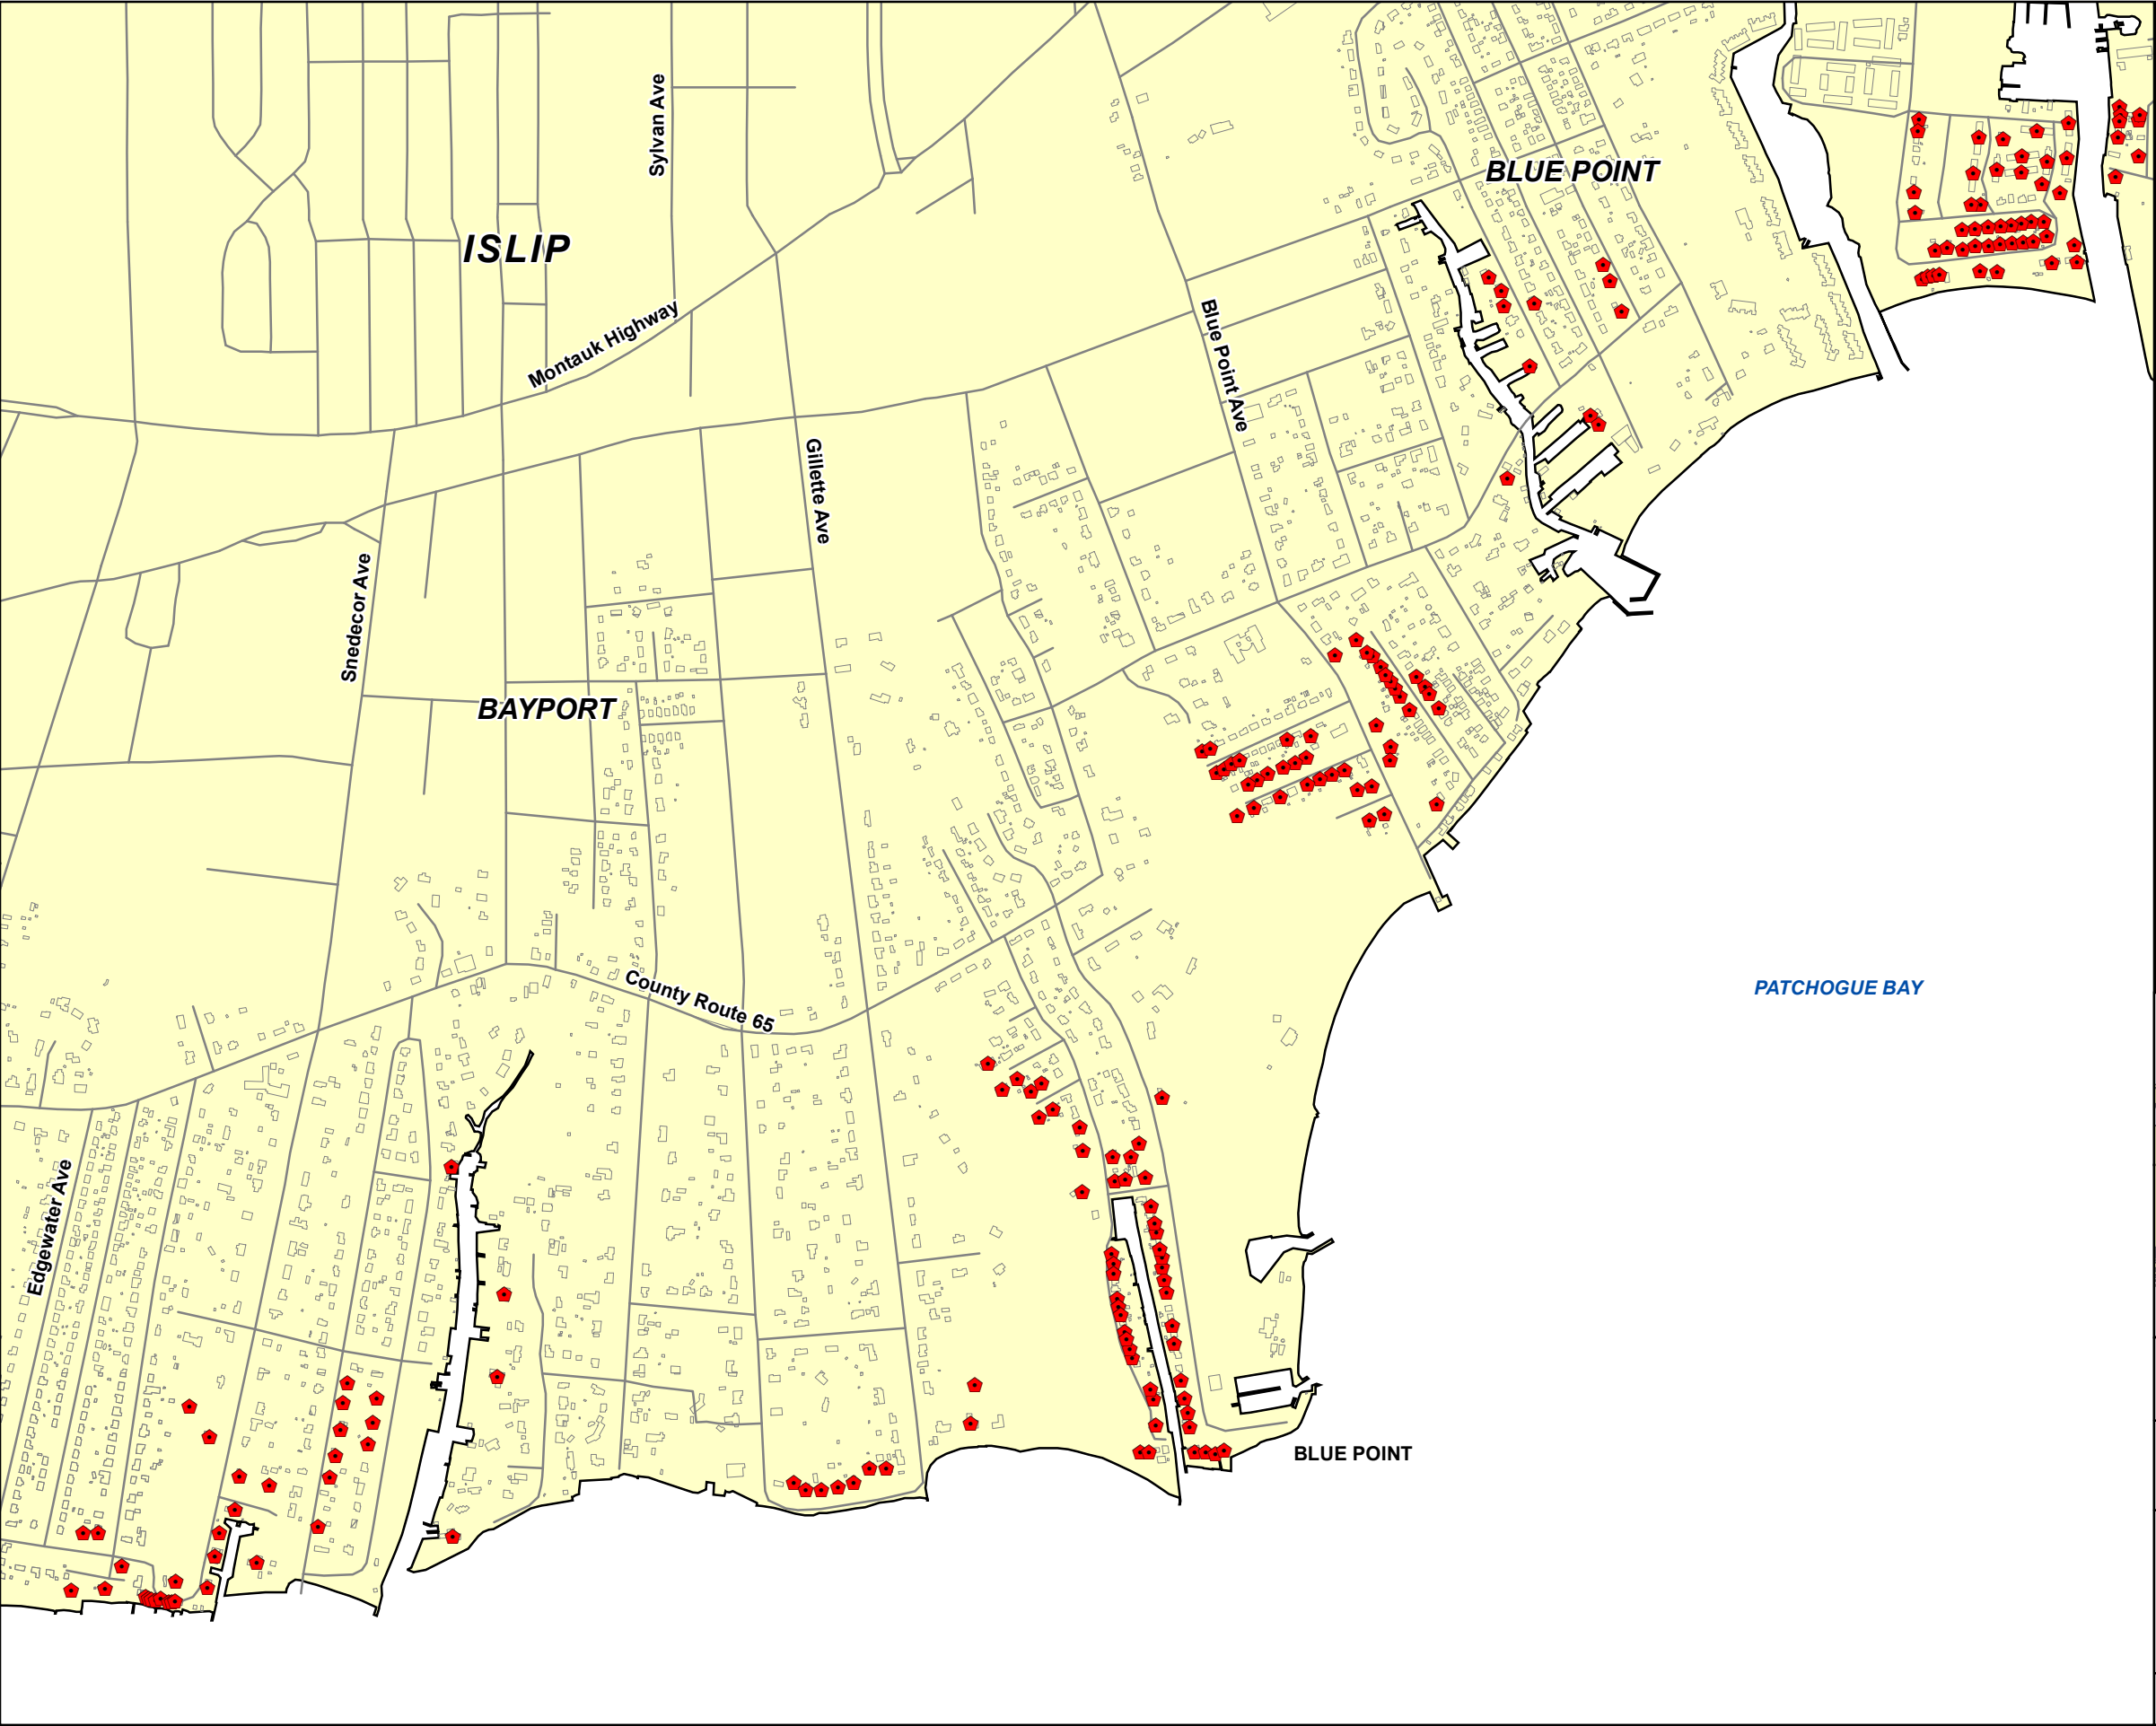 Sylvan Ave
BLUE POINT
ISLIP
Montauk Highway
Blue Point Ave
Gillette Ave
Snedecor Ave
BAYPORT
County Route 65
PATCHOGUE BAY
Edgewater Ave
BLUE POINT